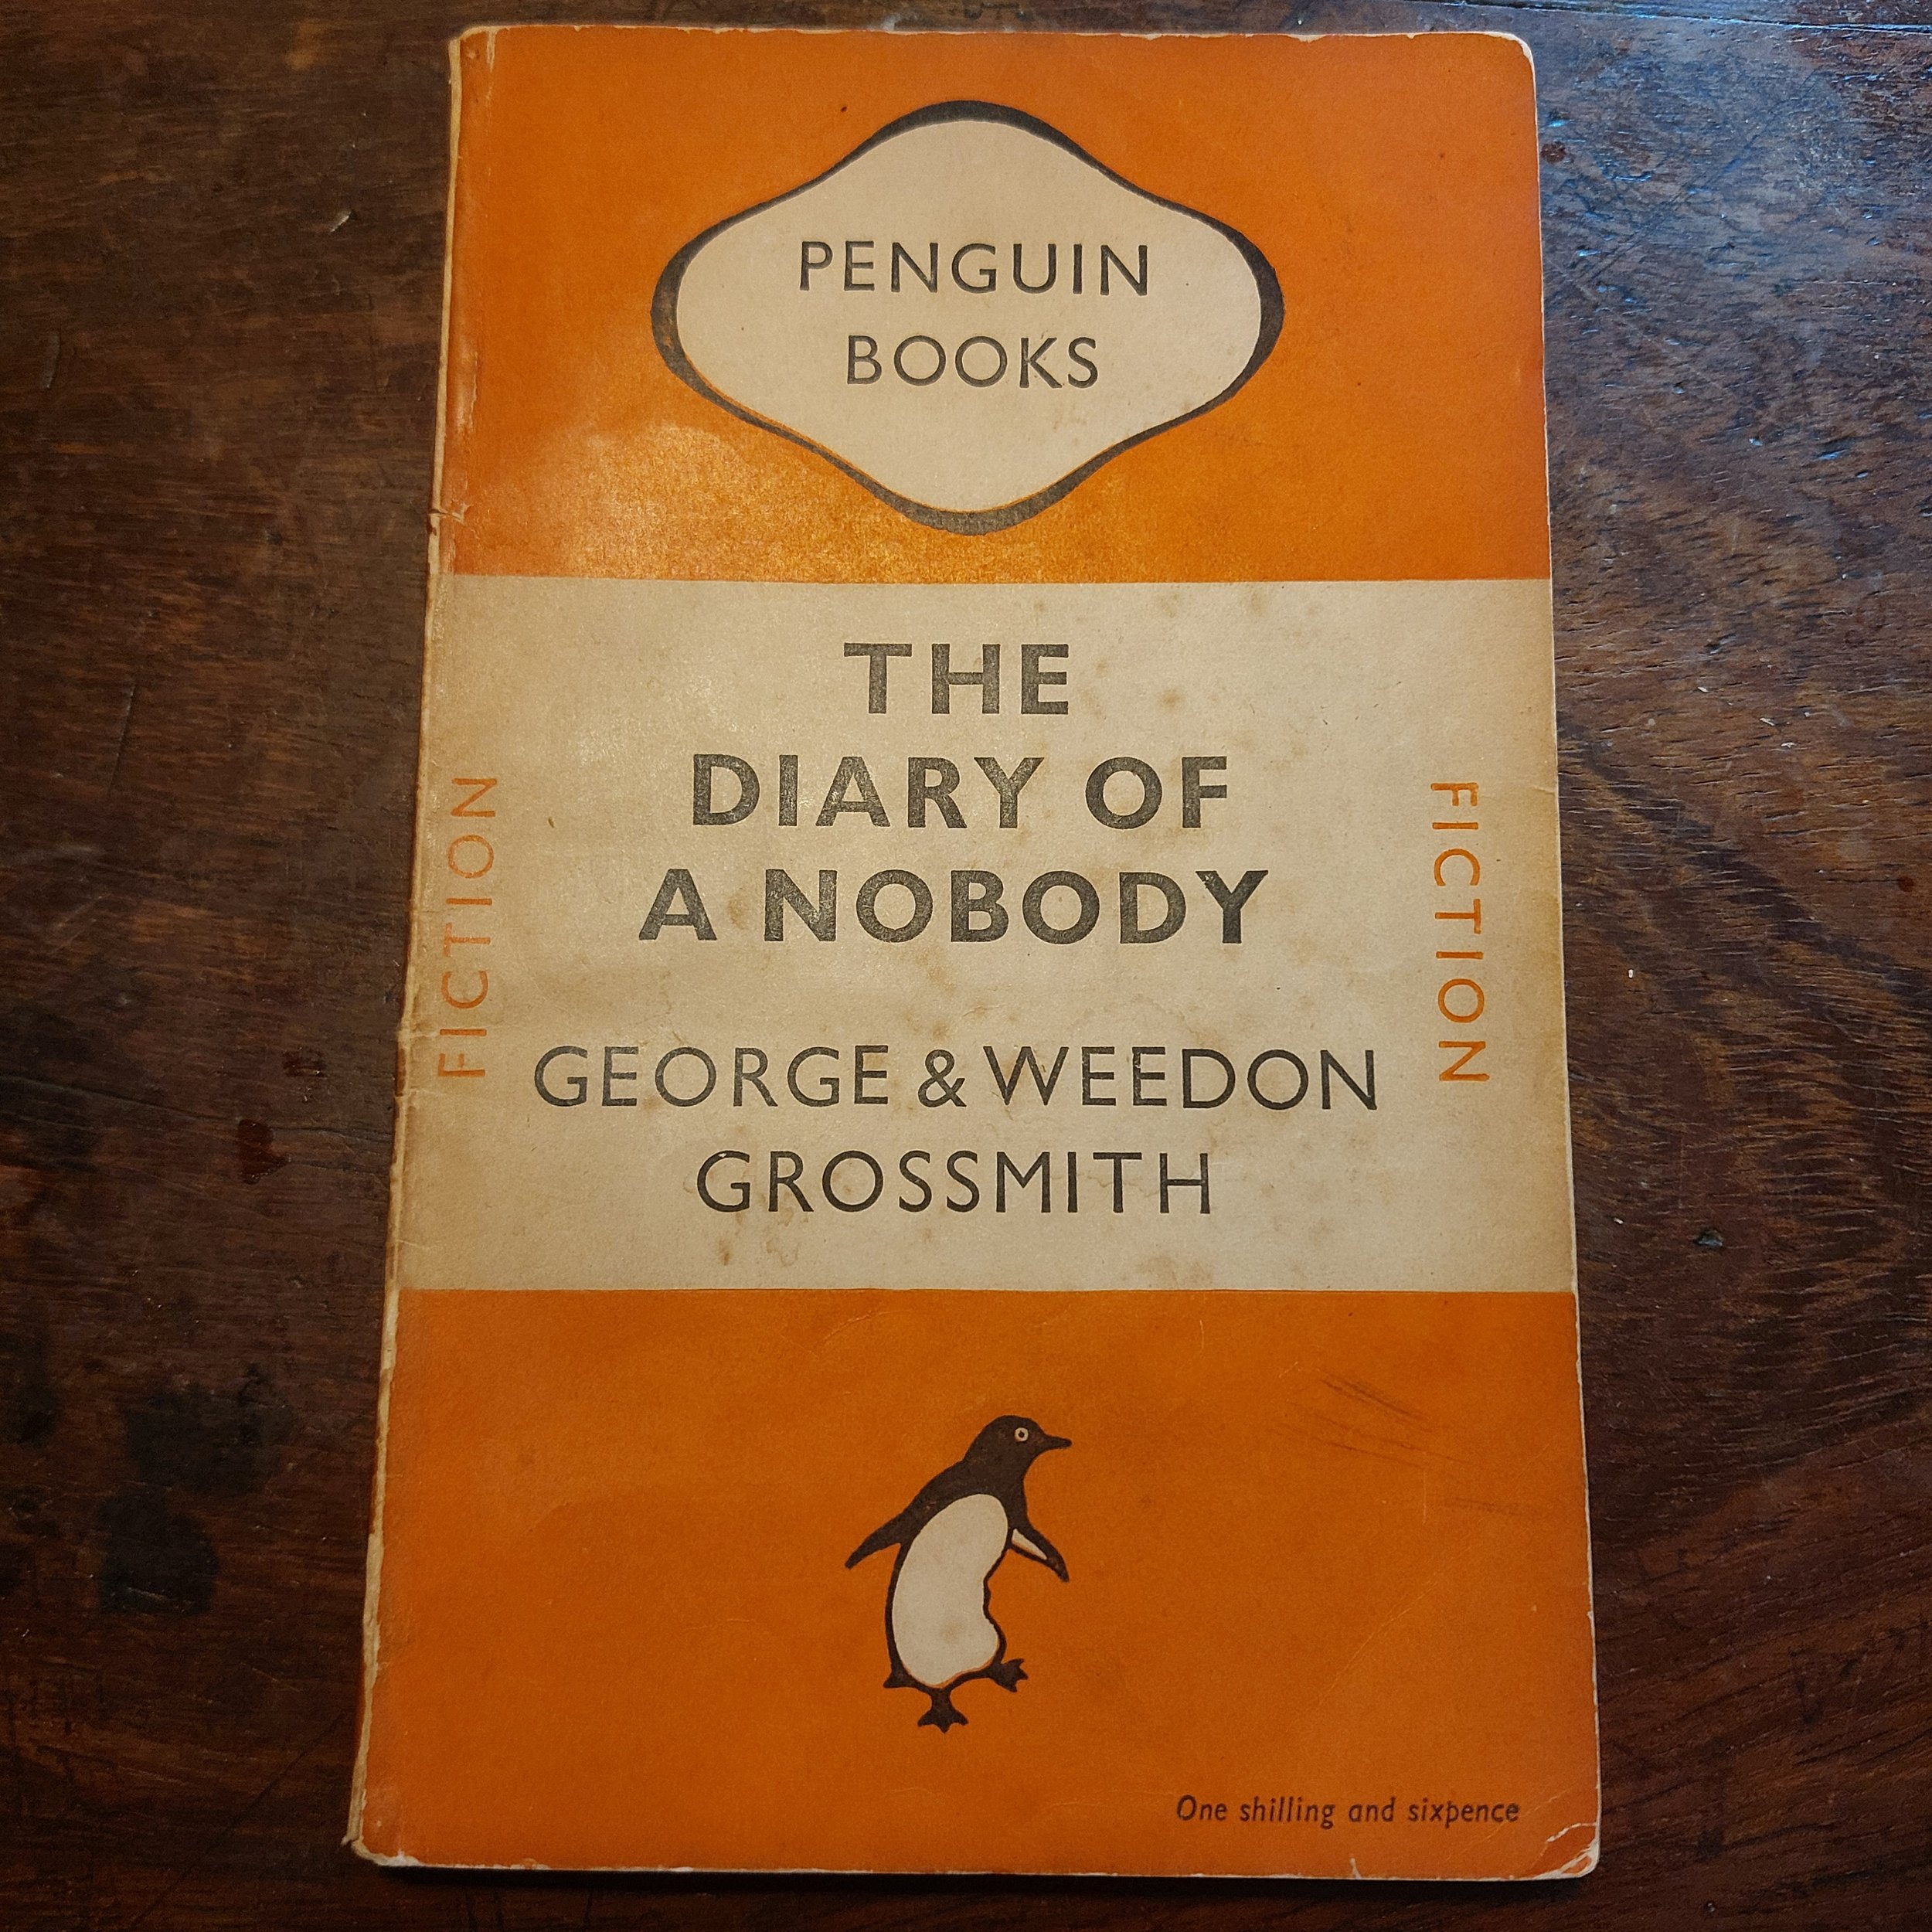 PENGUIN
BOOKS
THE
DIARY OF
A NOBODY
GEORGE & WEEDON
GROSSMITH
FICTION
FICTION
One shilling and sixpence